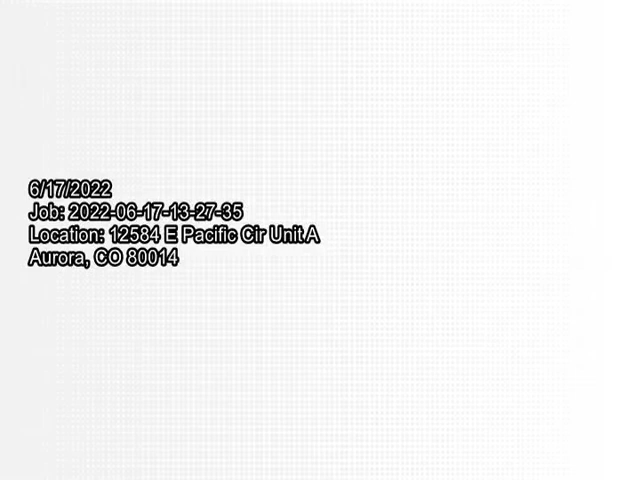 6/17/2022
Job: 2022-06-17-13-27-35
Location: 12584 E Pacific Cir Unit A
Aurora, CO 80014